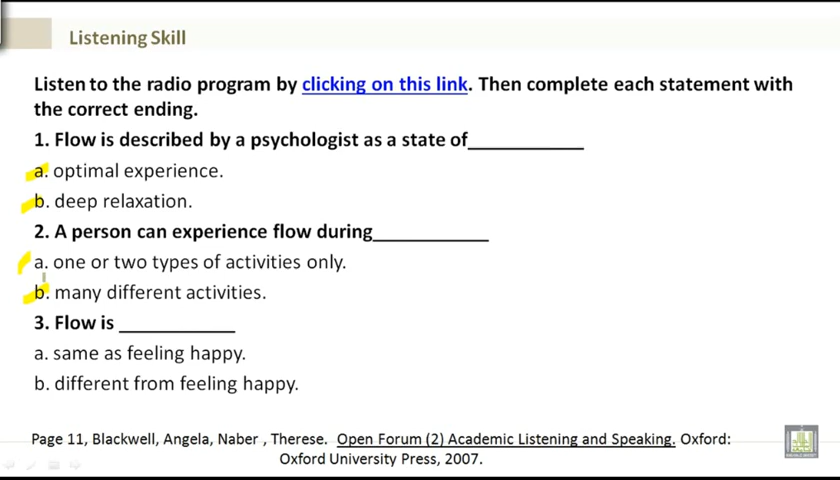 Listening Skill
Listen to the radio program by clicking on this link. Then complete each statement with
the correct ending.
1. Flow is described by a psychologist as a state of____________
a. optimal experience.
b. deep relaxation.
2. A person can experience flow during____________
a. one or two types of activities only.
b. many different activities.
3. Flow is ____________
a. same as feeling happy.
b. different from feeling happy.
Page 11, Blackwell, Angela, Naber , Therese. Open Forum (2) Academic Listening and Speaking. Oxford:
Oxford University Press, 2007.